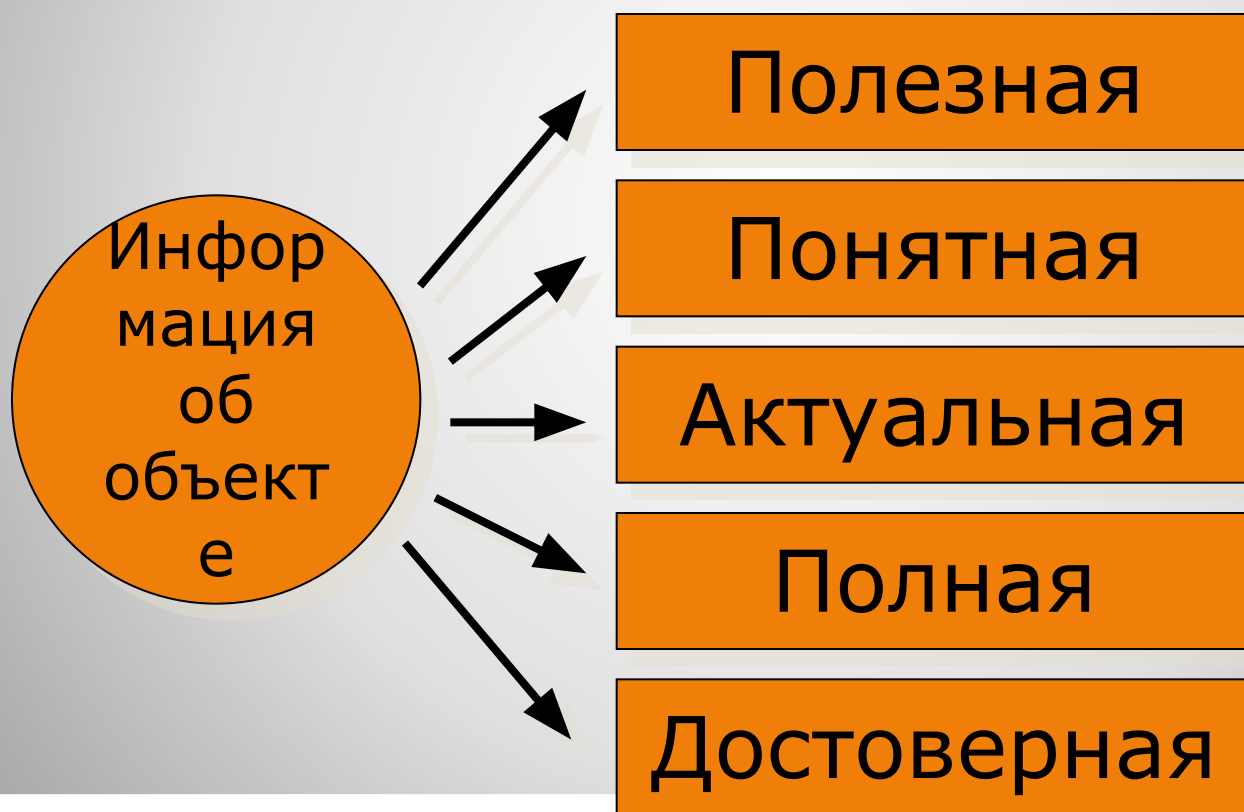 Инфор
мация
об
объект
е
Полезная
Понятная
Актуальная
Полная
Достоверная